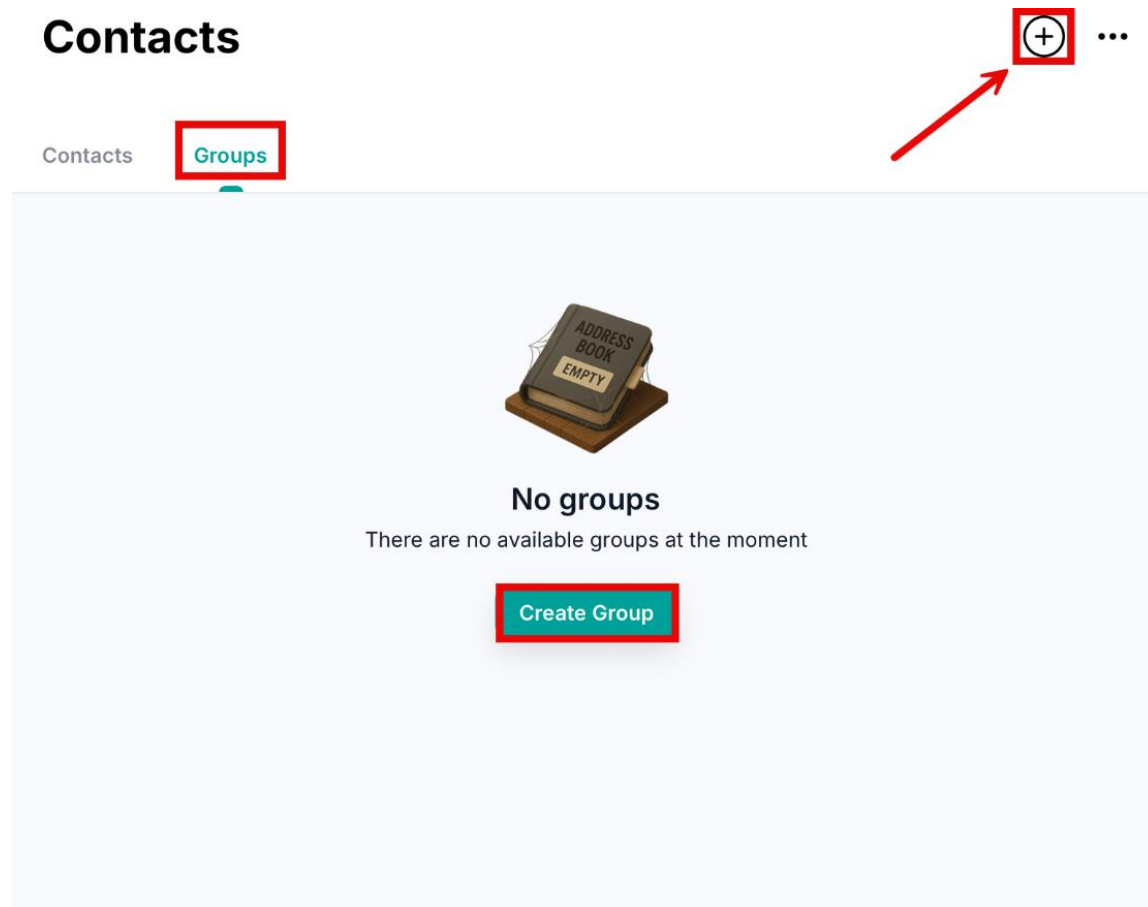 Contacts
Contacts
Groups
ADDRESS
BOOK
EMPTY
No groups
There are no available groups at the moment
Create Group